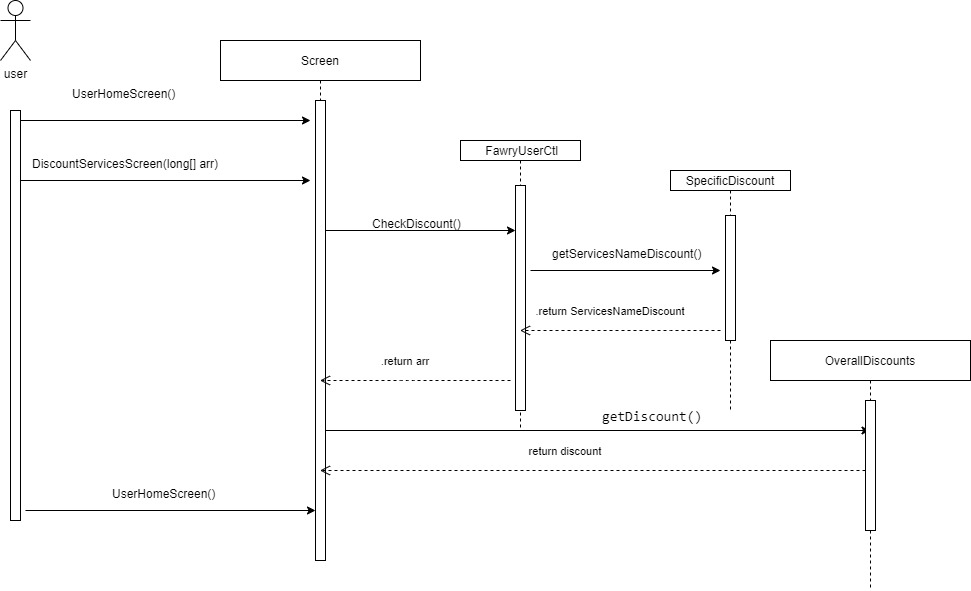 user
Screen
UserHomeScreen()
DiscountServicesScreen(long[] arr)
FawryUserCtl
SpecificDiscount
CheckDiscount()
getServicesNameDiscount()
.return ServicesNameDiscount
.return arr
OverallDiscounts
getDiscount()
return discount
UserHomeScreen()